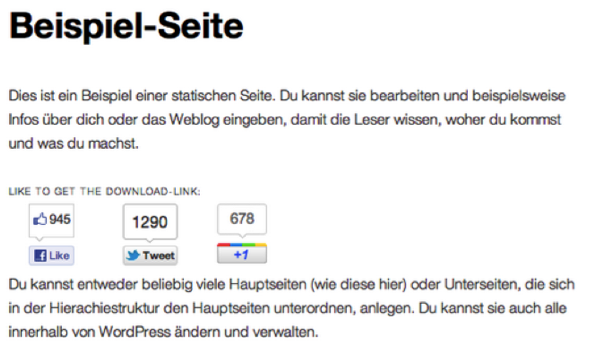 Beispiel-Seite
Dies ist ein Beispiel einer statischen Seite. Du kannst sie bearbeiten und beispielsweise
Infos über dich oder das Weblog eingeben, damit die Leser wissen, woher du kommst
und was du machst.
LIKE TO GET THE DOWNLOAD-LINK:
945 1290 678
Like Tweet +1
Du kannst entweder beliebig viele Hauptseiten (wie diese hier) oder Unterseiten, die sich
in der Hierachiestruktur den Hauptseiten unterordnen, anlegen. Du kannst sie auch alle
innerhalb von WordPress ändern und verwalten.